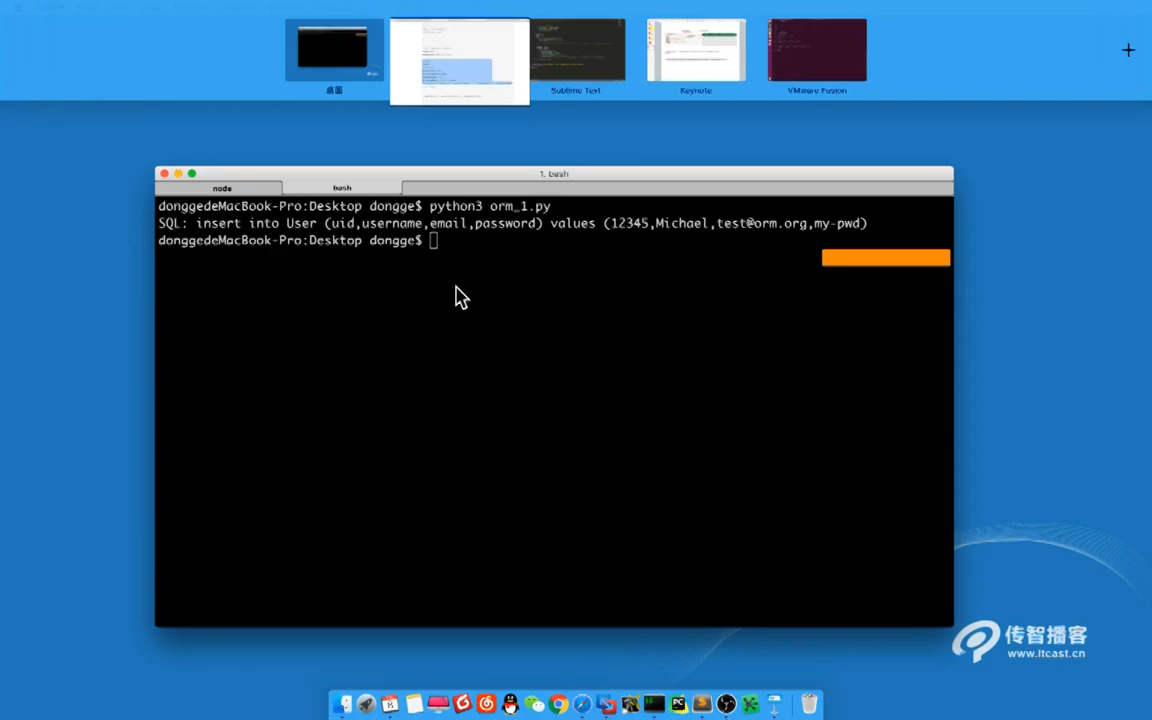 桌面
Sublime Text
Keynote
VMware Fusion
1. bash
node
bash
donggedeMacBook-Pro:Desktop dongge$ python3 orm_1.py
SQL: insert into User (uid,username,email,password) values (12345,Michael,test@orm.org,my-pwd)
donggedeMacBook-Pro:Desktop dongge$
传智播客
www.itcast.cn